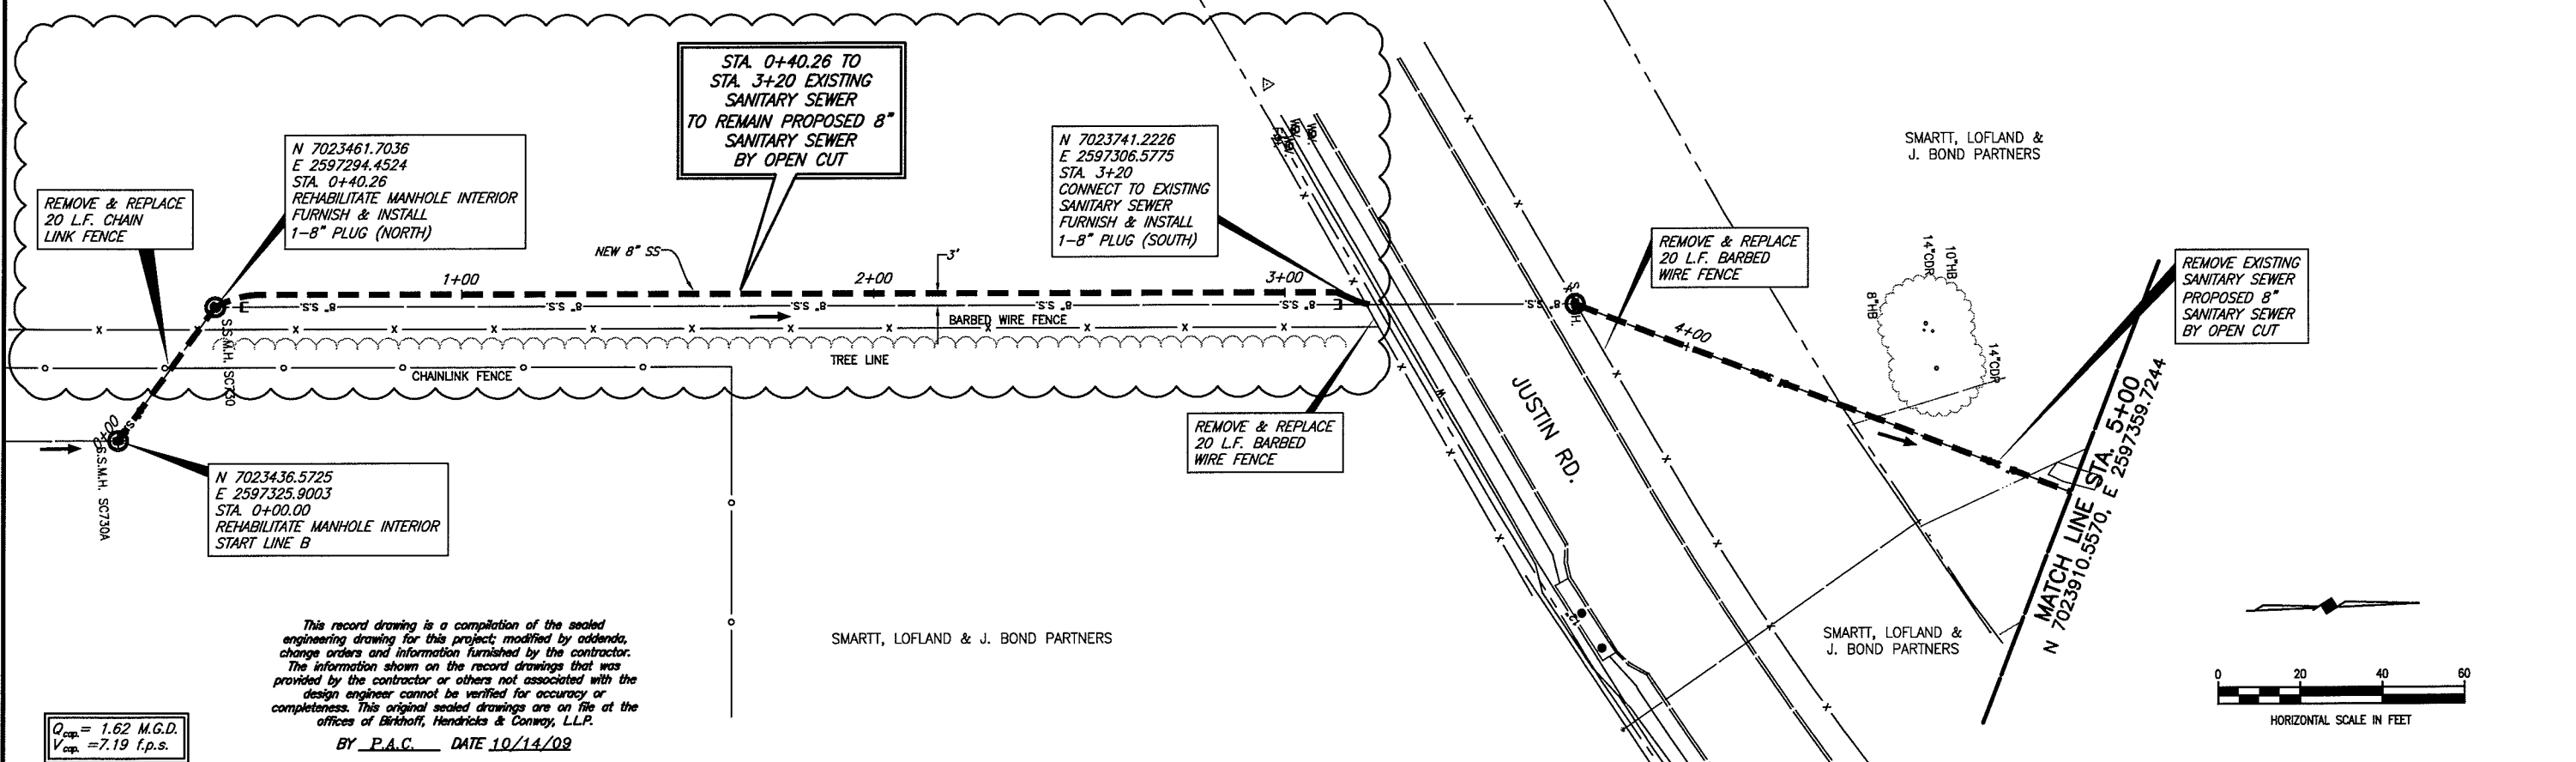 STA. 0+40.26 TO
STA. 3+20 EXISTING
SANITARY SEWER
TO REMAIN PROPOSED 8"
SANITARY SEWER
BY OPEN CUT
N 7023461.7036
E 2597294.4524
STA. 0+40.26
REHABILITATE MANHOLE INTERIOR
FURNISH & INSTALL
1-8" PLUG (NORTH)
REMOVE & REPLACE
20 L.F. CHAIN
LINK FENCE
N 7023741.2226
E 2597306.5775
STA. 3+20
CONNECT TO EXISTING
SANITARY SEWER
FURNISH & INSTALL
1-8" PLUG (SOUTH)
SMARTT, LOFLAND &
J. BOND PARTNERS
REMOVE & REPLACE
20 L.F. BARBED
WIRE FENCE
14"CDR
10"HB
8"HB
14"CDR
REMOVE EXISTING
SANITARY SEWER
PROPOSED 8"
SANITARY SEWER
BY OPEN CUT
NEW 8" SS
3'
1+00
2+00
3+00
4+00
8" S.S.
8" S.S.
8" S.S.
8" S.S.
8" S.S.
8" S.S.
E
E
BARBED WIRE FENCE
TREE LINE
CHAINLINK FENCE
S.S.M.H. SC730
0+00
S.S.M.H. SC730A
N 7023436.5725
E 2597325.9003
STA. 0+00.00
REHABILITATE MANHOLE INTERIOR
START LINE B
REMOVE & REPLACE
20 L.F. BARBED
WIRE FENCE
JUSTIN RD.
W
12"
MATCH LINE STA. 5+00
N 7023910.5570, E 2597359.7244
SMARTT, LOFLAND & J. BOND PARTNERS
SMARTT, LOFLAND &
J. BOND PARTNERS
This record drawing is a compilation of the sealed
engineering drawing for this project; modified by addenda,
change orders and information furnished by the contractor.
The information shown on the record drawings that was
provided by the contractor or others not associated with the
design engineer cannot be verified for accuracy or
completeness. This original sealed drawings are on file at the
offices of Birkhoff, Hendricks & Conway, L.L.P.
BY P.A.C. DATE 10/14/09
Qcap.= 1.62 M.G.D.
Vcap.=7.19 f.p.s.
0 20 40 60
HORIZONTAL SCALE IN FEET